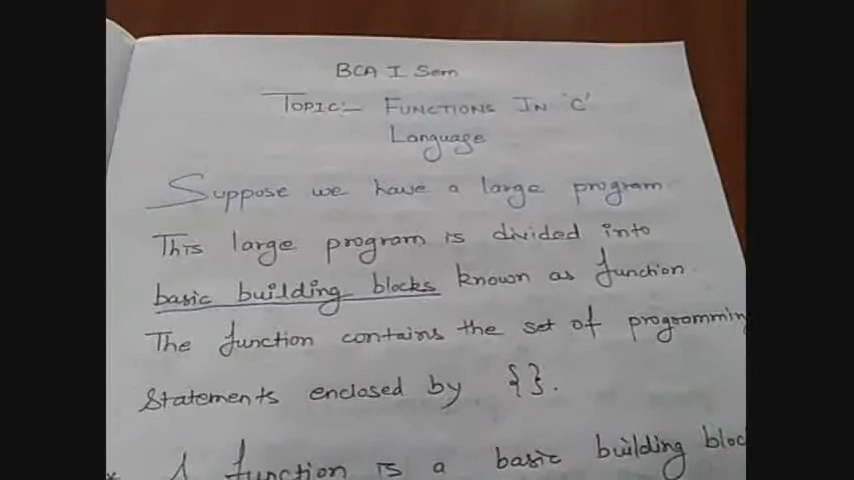 BCA I Sem
TOPIC:- FUNCTIONS IN 'C'
Language
Suppose we have a large program
This large program is divided into
basic building blocks known as function.
The function contains the set of programmin
Statements enclosed by {}.
* A function is a basic building bloc